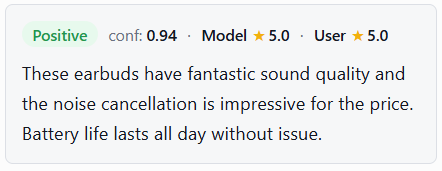 Positive conf: 0.94 · Model ★ 5.0 · User ★ 5.0
These earbuds have fantastic sound quality and
the noise cancellation is impressive for the price.
Battery life lasts all day without issue.